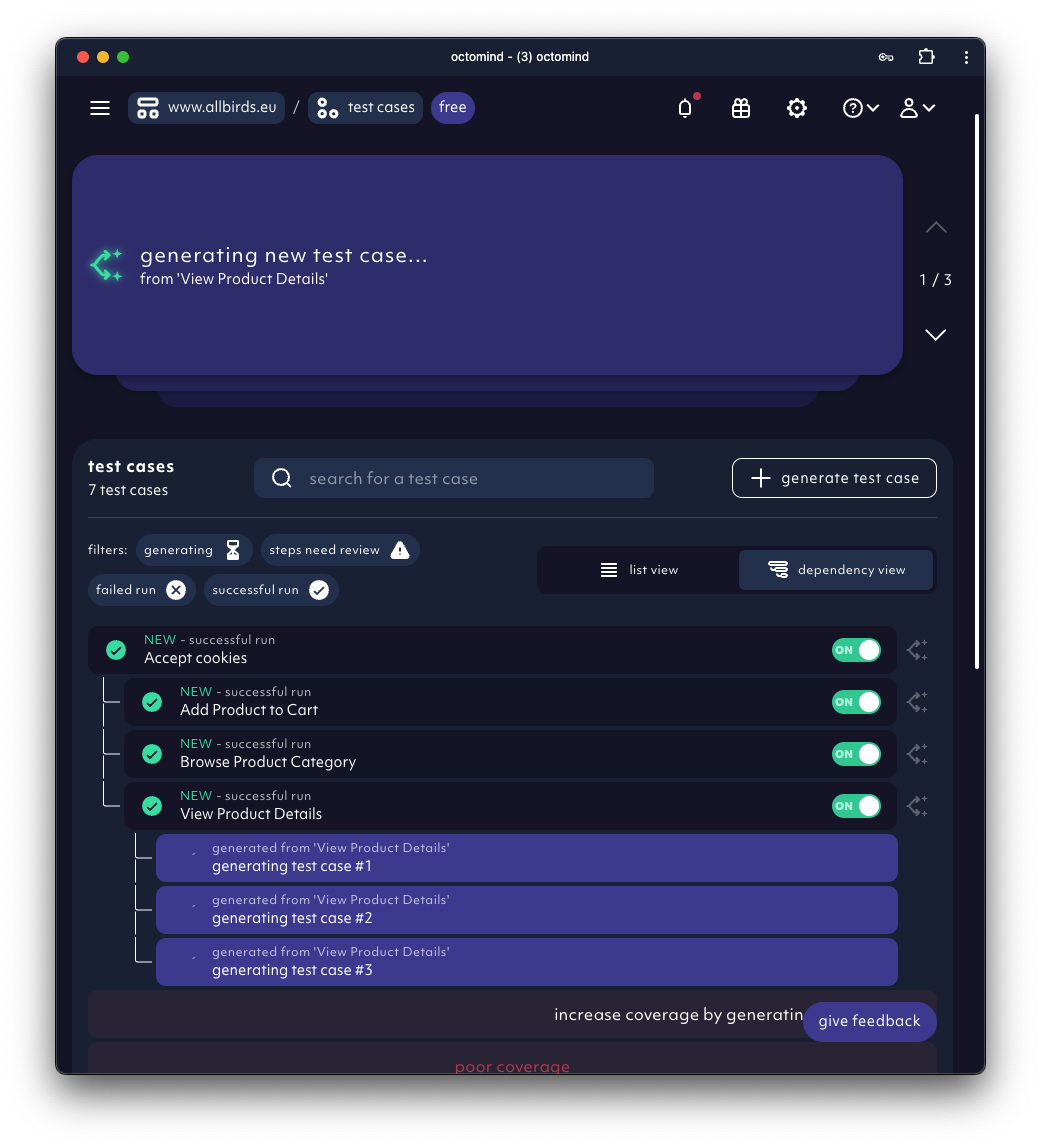 octomind - (3) octomind
www.allbirds.eu / test cases free
generating new test case...
from 'View Product Details'
1 / 3
test cases
7 test cases
search for a test case
generate test case
filters: generating steps need review
failed run successful run
list view dependency view
NEW - successful run
Accept cookies
ON
NEW - successful run
Add Product to Cart
ON
NEW - successful run
Browse Product Category
ON
NEW - successful run
View Product Details
ON
generated from 'View Product Details'
generating test case #1
generated from 'View Product Details'
generating test case #2
generated from 'View Product Details'
generating test case #3
increase coverage by generatin
give feedback
poor coverage